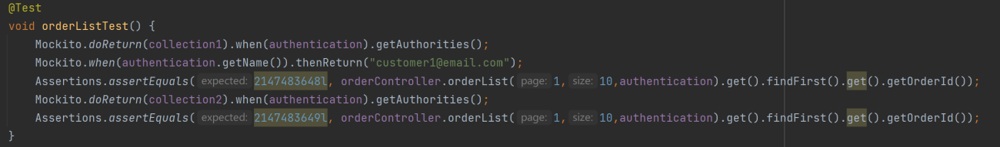 @Test
void orderListTest() {
Mockito.doReturn(collection1).when(authentication).getAuthorities();
Mockito.when(authentication.getName()).thenReturn("customer1@email.com");
Assertions.assertEquals( expected: 2147483648l, orderController.orderList( page: 1, size: 10,authentication).get().findFirst().get().getOrderId());
Mockito.doReturn(collection2).when(authentication).getAuthorities();
Assertions.assertEquals( expected: 2147483649l, orderController.orderList( page: 1, size: 10,authentication).get().findFirst().get().getOrderId());
}